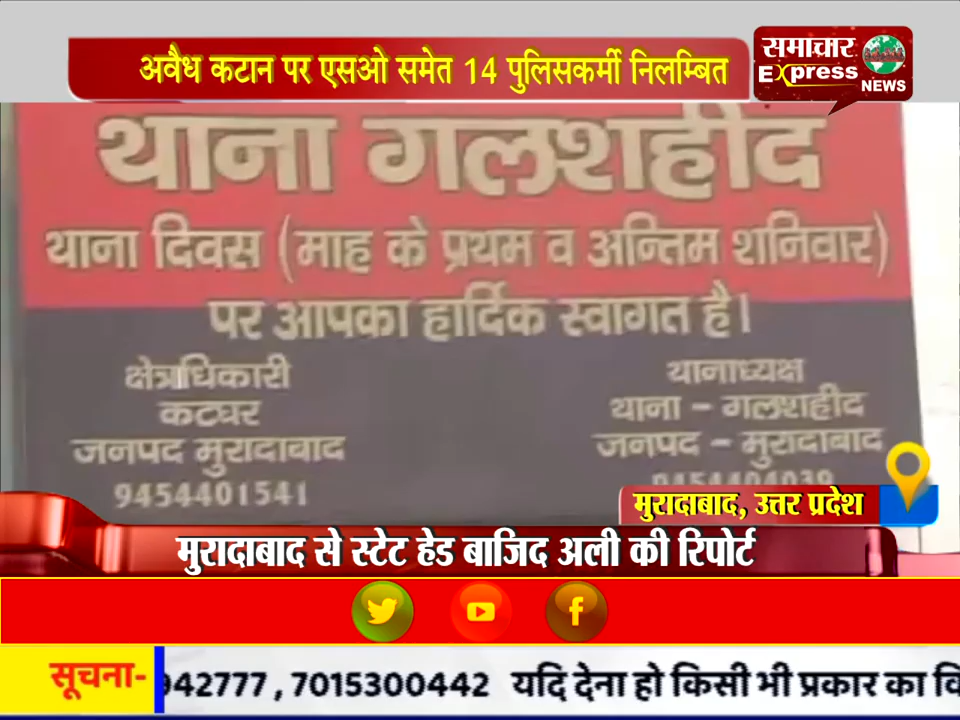 अवैध कटान पर एसओ समेत 14 पुलिसकर्मी निलम्बित
समाचार
Express
NEWS
थाना गलशहीद
थाना दिवस (माह के प्रथम व अन्तिम शनिवार)
पर आपका हार्दिक स्वागत है।
क्षेत्राधिकारी
कटघर
जनपद मुरादाबाद
9454401541
थानाध्यक्ष
थाना - गलशहीद
जनपद - मुरादाबाद
मुरादाबाद, उत्तर प्रदेश
मुरादाबाद से स्टेट हेड बाजिद अली की रिपोर्ट
सूचना-
942777 , 7015300442 यदि देना हो किसी भी प्रकार का वि